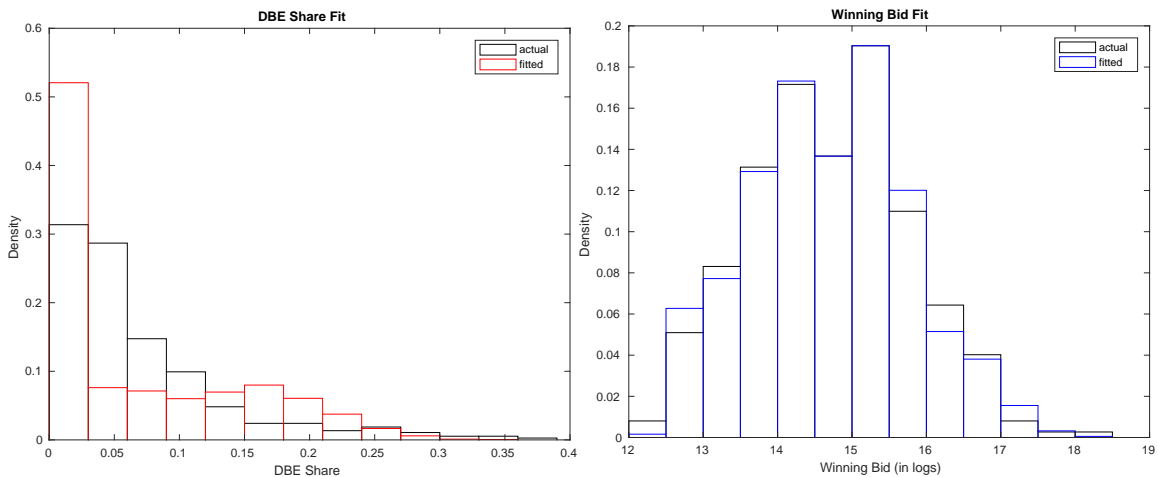 DBE Share Fit
0.6
0.5
0.4
0.3
0.2
0.1
0
Density
actual
fitted
0 0.05 0.1 0.15 0.2 0.25 0.3 0.35 0.4
DBE Share
Winning Bid Fit
0.2
0.18
0.16
0.14
0.12
0.1
0.08
0.06
0.04
0.02
0
Density
actual
fitted
12 13 14 15 16 17 18 19
Winning Bid (in logs)